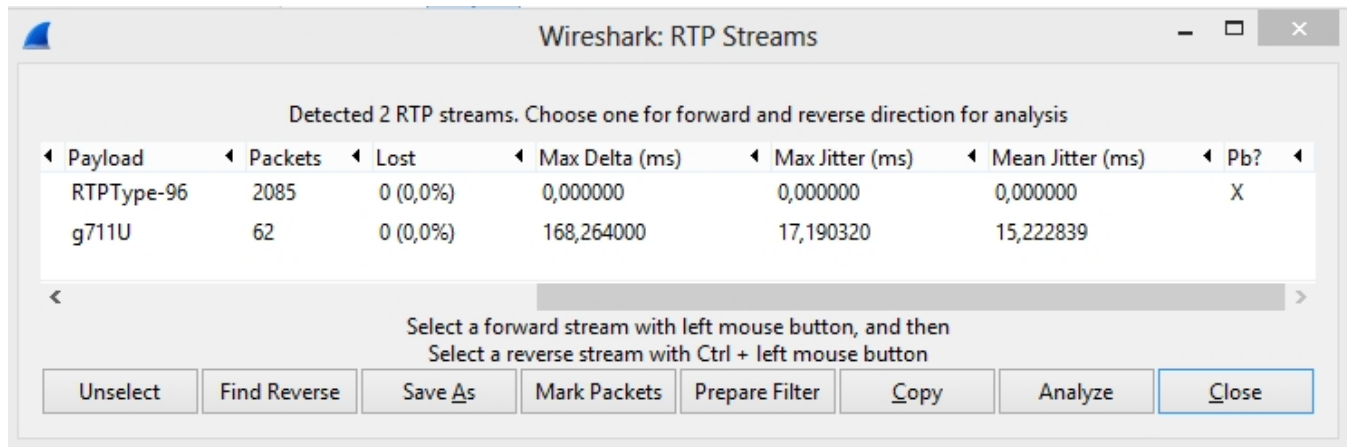 Wireshark: RTP Streams
Detected 2 RTP streams. Choose one for forward and reverse direction for analysis
Payload Packets Lost Max Delta (ms) Max Jitter (ms) Mean Jitter (ms) Pb?
RTPType-96 2085 0 (0,0%) 0,000000 0,000000 0,000000 X
g711U 62 0 (0,0%) 168,264000 17,190320 15,222839
Select a forward stream with left mouse button, and then
Select a reverse stream with Ctrl + left mouse button
Unselect Find Reverse Save As Mark Packets Prepare Filter Copy Analyze Close